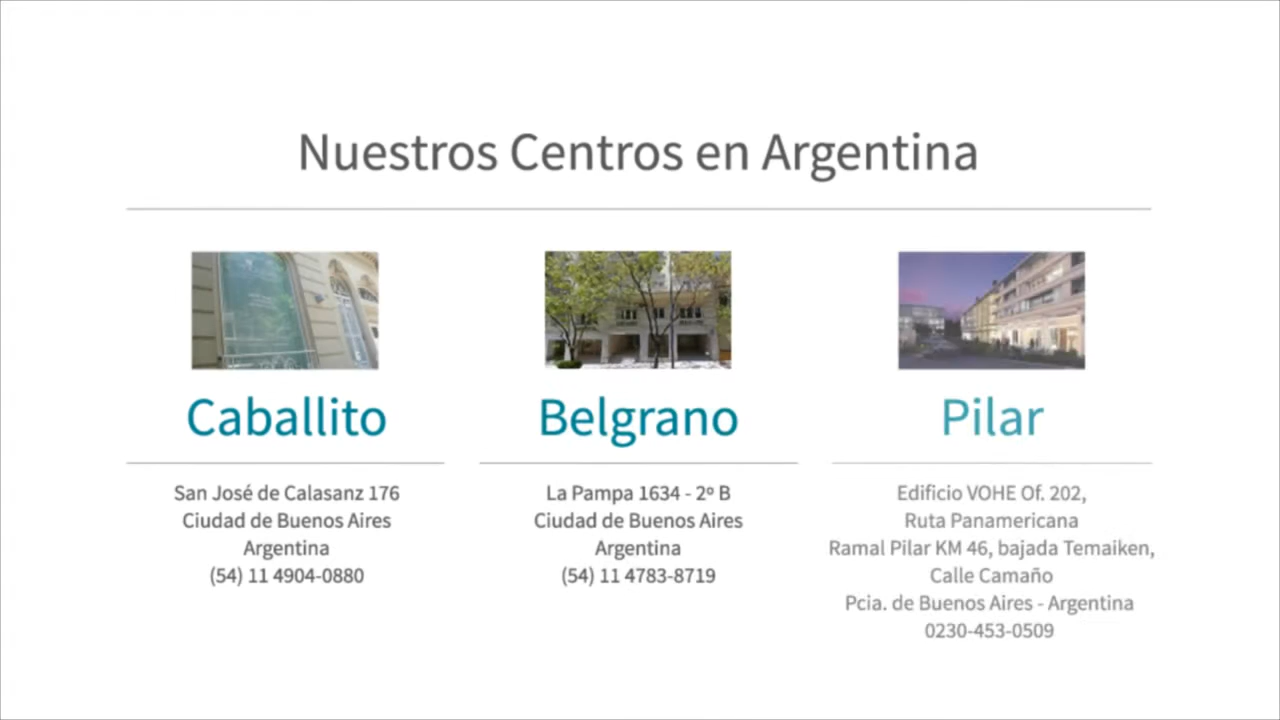 Nuestros Centros en Argentina
Caballito
San José de Calasanz 176
Ciudad de Buenos Aires
Argentina
(54) 11 4904-0880
Belgrano
La Pampa 1634 - 2º B
Ciudad de Buenos Aires
Argentina
(54) 11 4783-8719
Pilar
Edificio VOHE Of. 202,
Ruta Panamericana
Ramal Pilar KM 46, bajada Temaiken,
Calle Camaño
Pcia. de Buenos Aires - Argentina
0230-453-0509